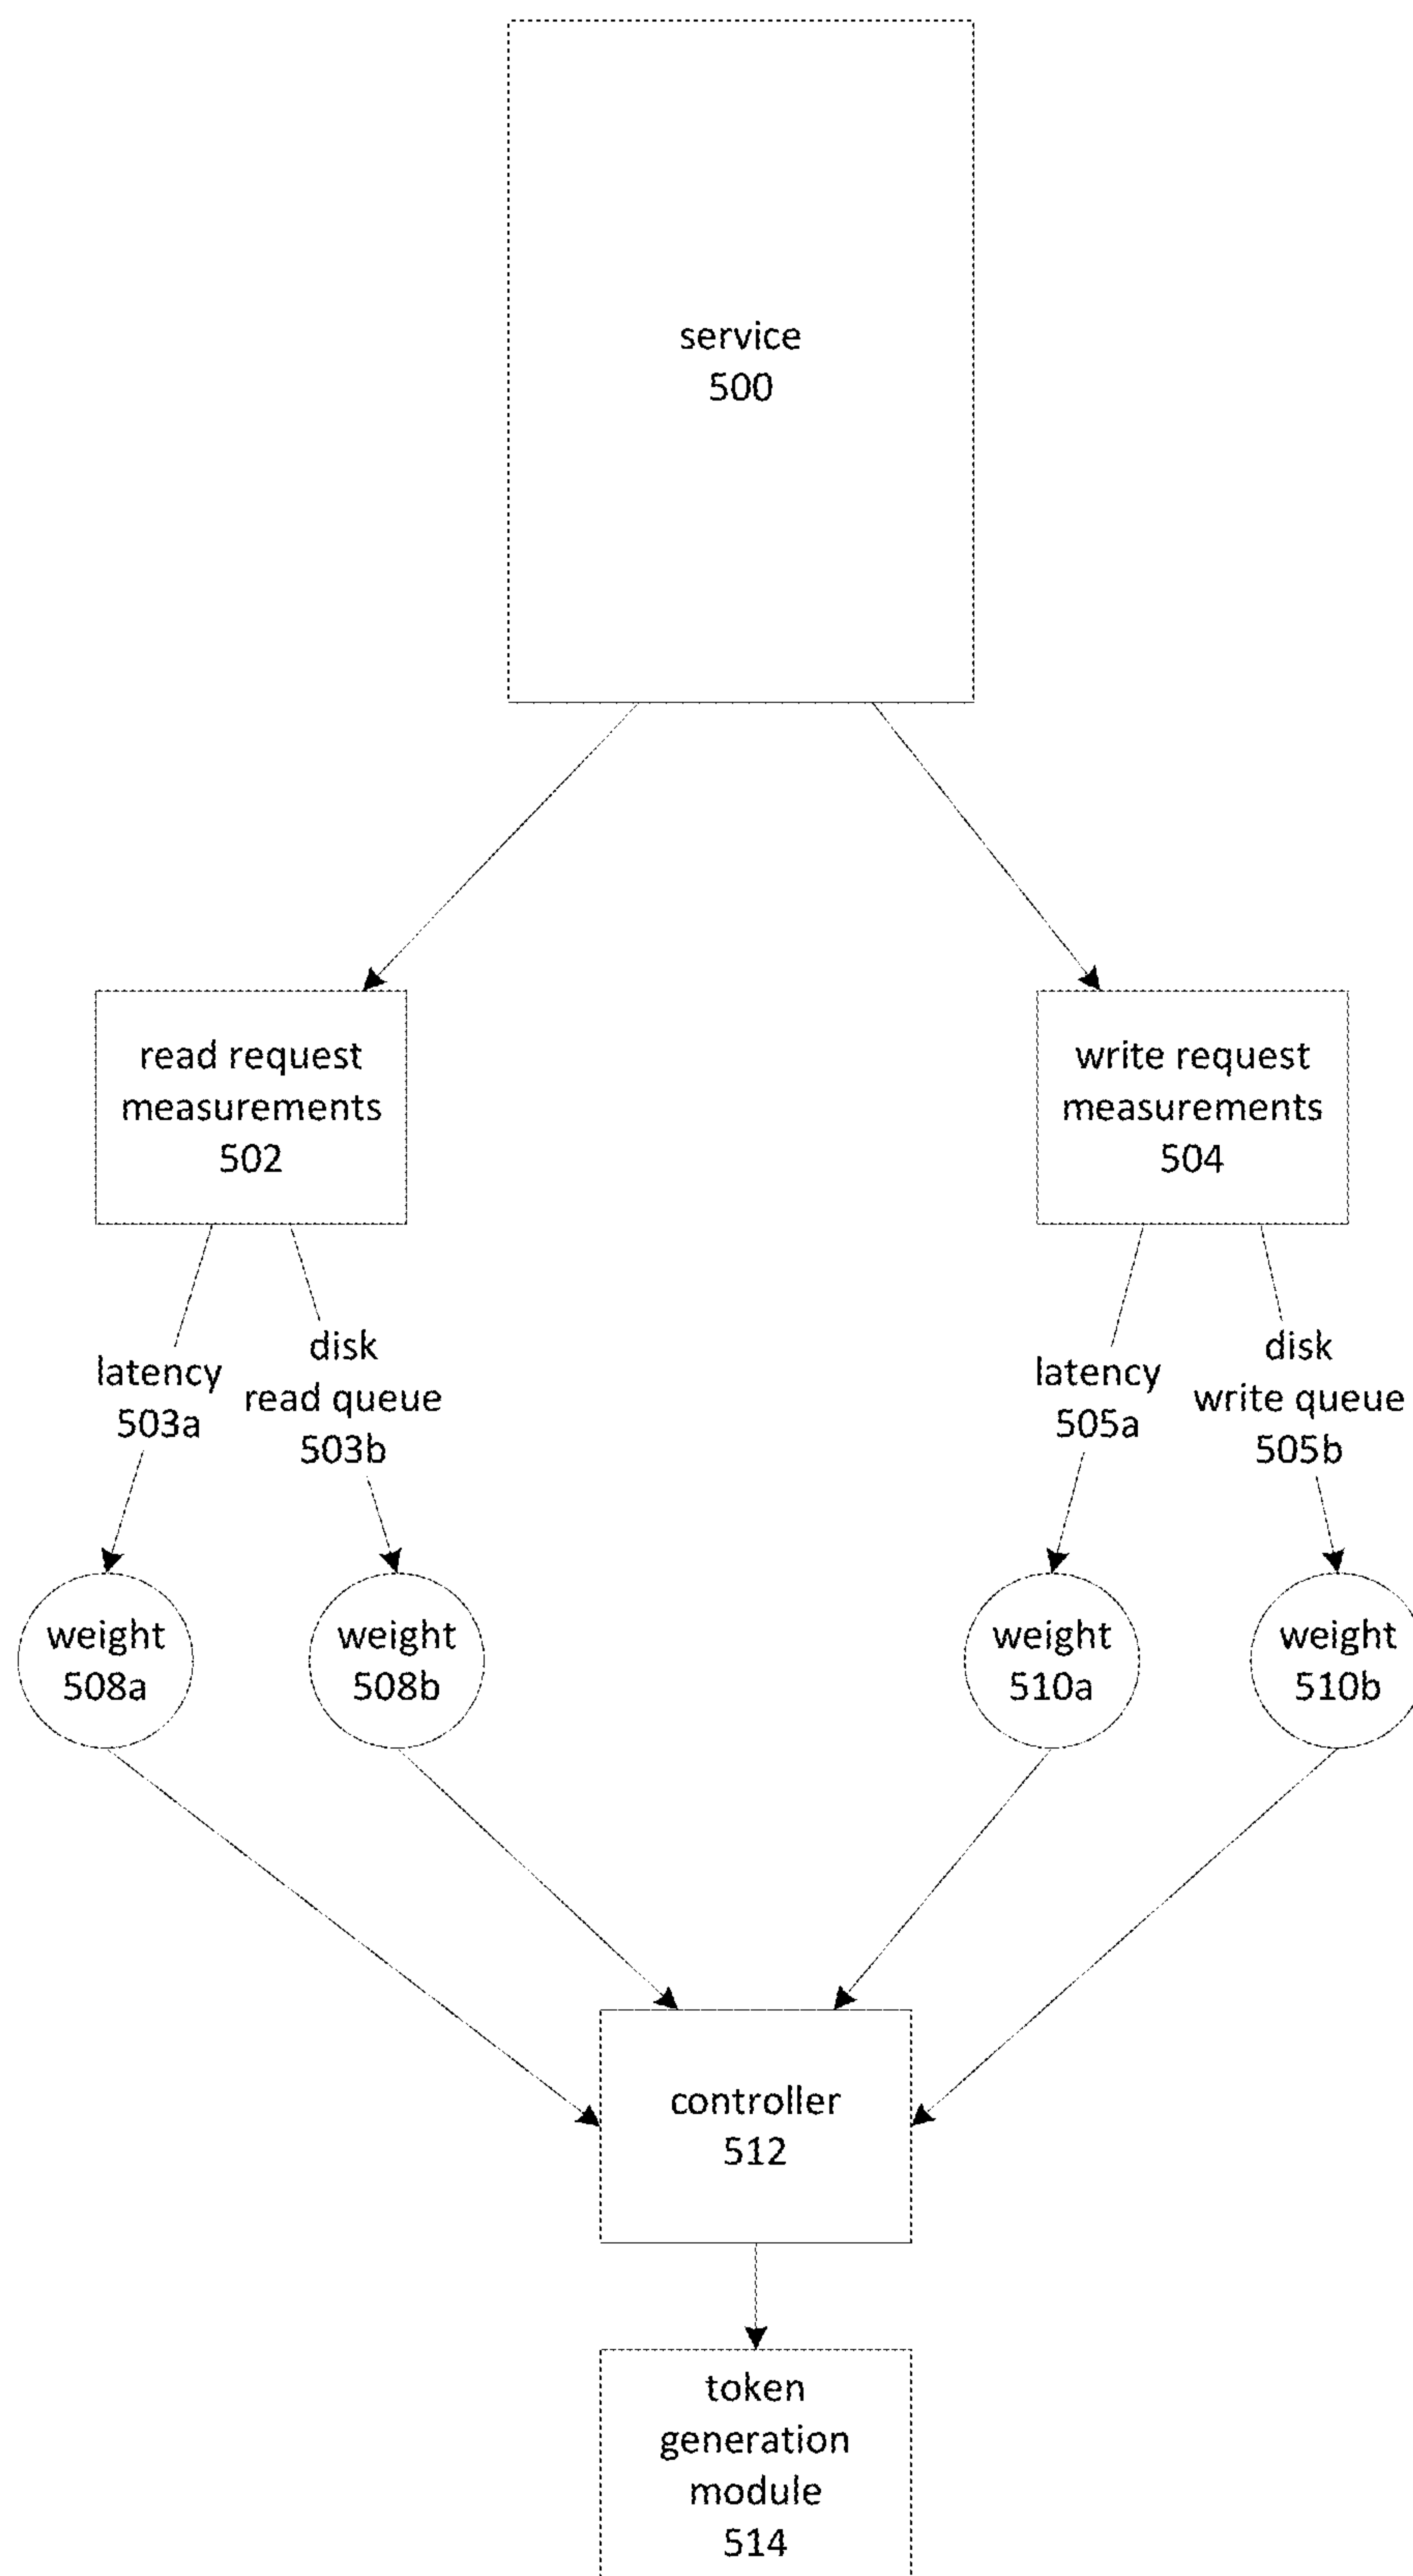 service
500
read request
measurements
502
write request
measurements
504
latency
503a
disk
read queue
503b
latency
505a
disk
write queue
505b
weight
508a
weight
508b
weight
510a
weight
510b
controller
512
token
generation
module
514